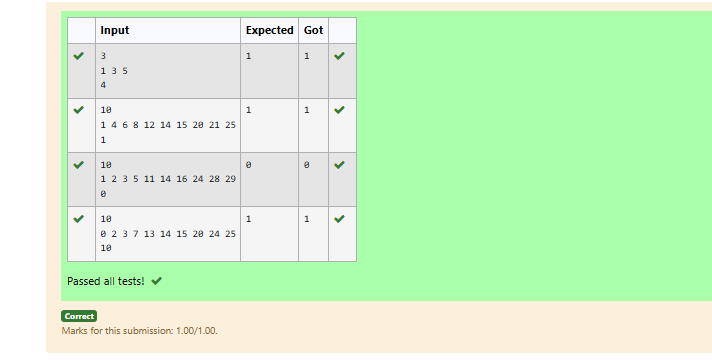 Input Expected Got
3 1 1
1 3 5
4
10 1 1
1 4 6 8 12 14 15 20 21 25
1
10 0 0
1 2 3 5 11 14 16 24 28 29
0
10 1 1
0 2 3 7 13 14 15 20 24 25
10
Passed all tests!
Correct
Marks for this submission: 1.00/1.00.